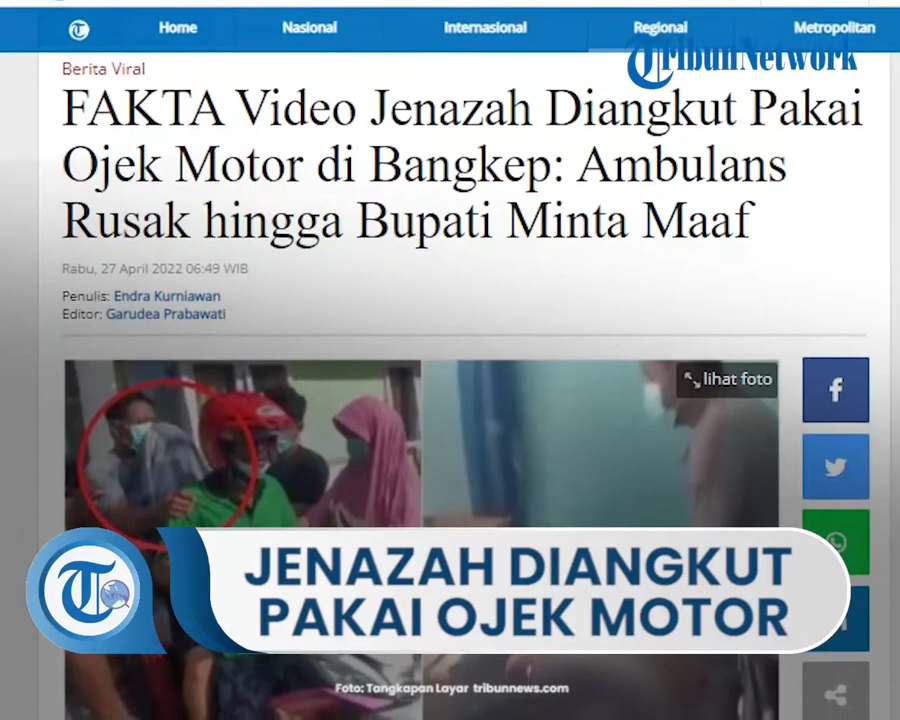 Home Nasional Internasional Regional Metropolitan
TribunNetwork
Berita Viral
FAKTA Video Jenazah Diangkut Pakai
Ojek Motor di Bangkep: Ambulans
Rusak hingga Bupati Minta Maaf
Rabu, 27 April 2022 06:49 WIB
Penulis: Endra Kurniawan
Editor: Garudea Prabawati
lihat foto
JENAZAH DIANGKUT
PAKAI OJEK MOTOR
Foto: Tangkapan Layar tribunnews.com